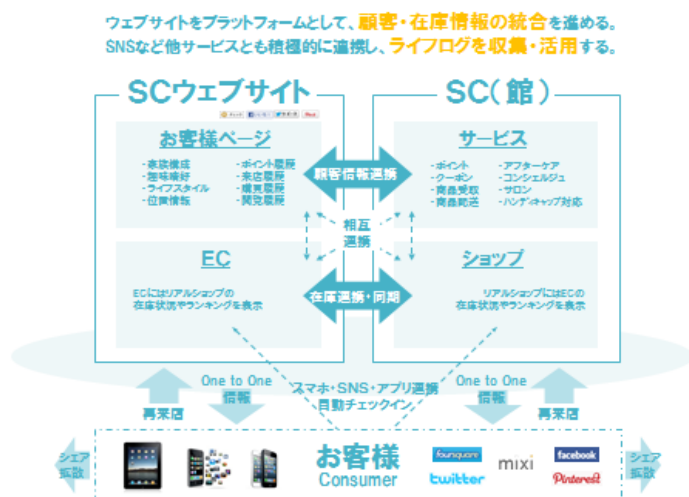 ウェブサイトをプラットフォームとして、顧客・在庫情報の統合を進める。
SNSなど他サービスとも積極的に連携し、ライフログを収集・活用する。
SCウェブサイト
お客様ページ
・家族構成
・趣味嗜好
・ライフスタイル
・位置情報
・ポイント履歴
・来店履歴
・購買履歴
・閲覧履歴
顧客情報連携
SC(館)
サービス
・ポイント
・クーポン
・商品受取
・商品配送
・アフターケア
・コンシェルジュ
・サロン
・ハンディキャップ対応
相互
連携
EC
ECにはリアルショップの
在庫状況やランキングを表示
在庫連携・同期
ショップ
リアルショップにはECの
在庫状況やランキングを表示
再来店
One to One
情報
スマホ・SNS・アプリ連携
自動チェックイン
One to One
情報
再来店
シェア
拡散
お客様
Consumer
foursquare
twitter
mixi
facebook
Pinterest
シェア
拡散